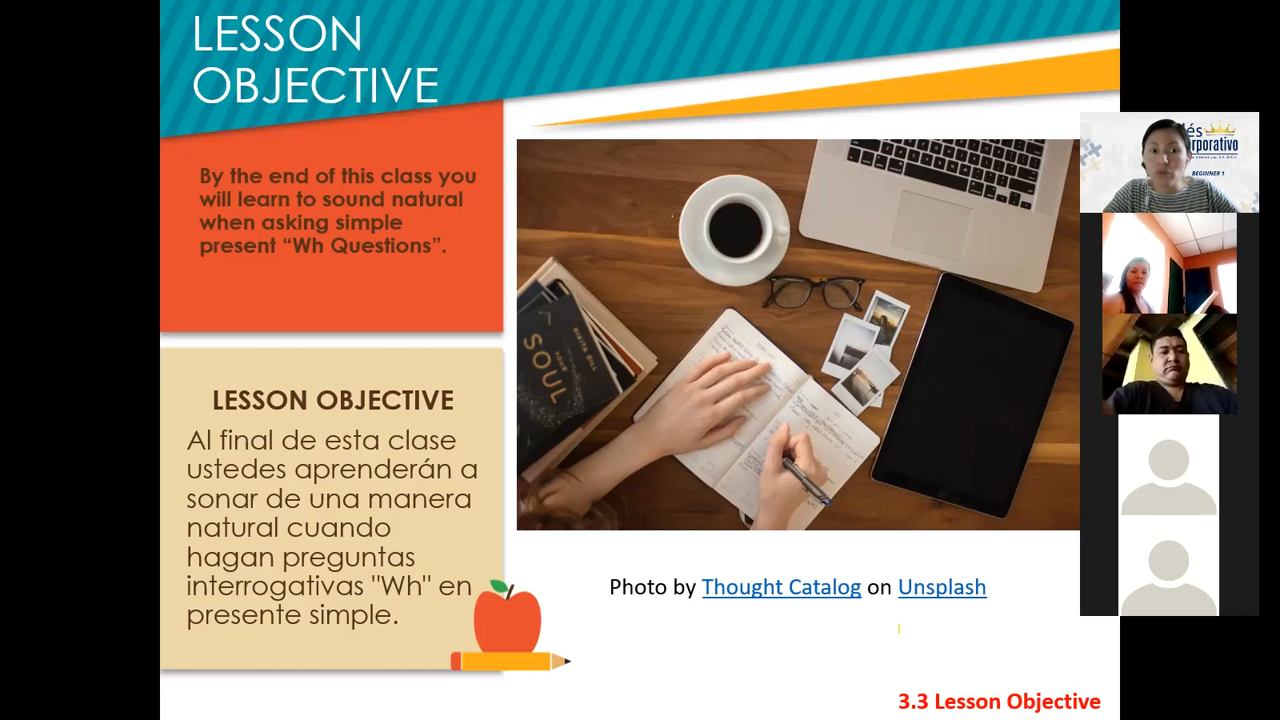 LESSON
OBJECTIVE
By the end of this class you
will learn to sound natural
when asking simple
present “Wh Questions”.
LESSON OBJECTIVE
Al final de esta clase
ustedes aprenderán a
sonar de una manera
natural cuando
hagan preguntas
interrogativas "Wh" en
presente simple.
SOUL
Photo by Thought Catalog on Unsplash
3.3 Lesson Objective
és
rporativo
BEGINNER 1